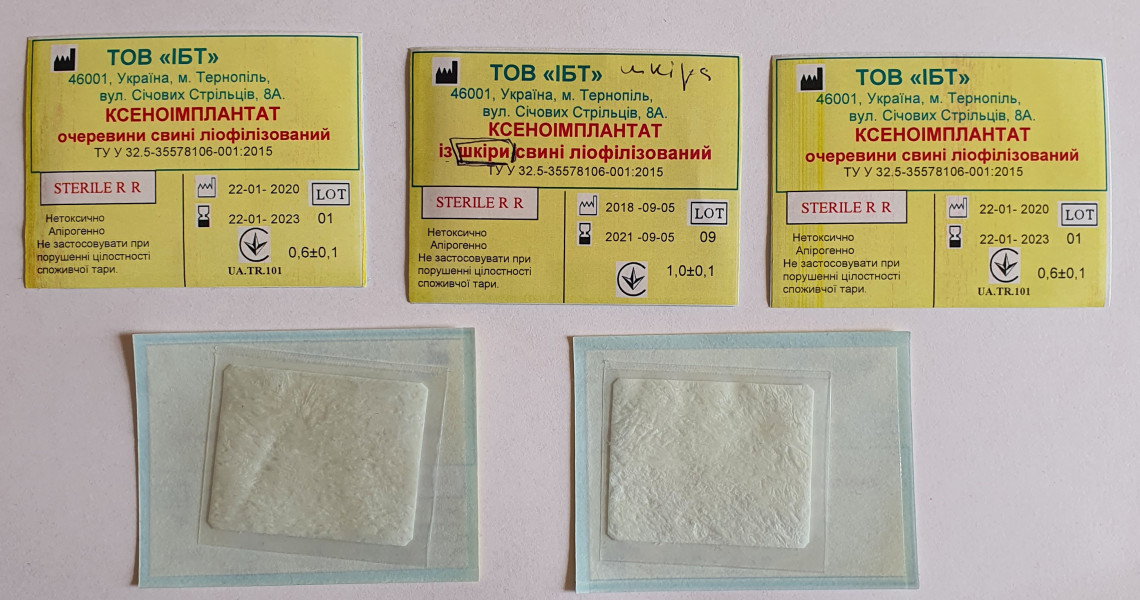 ТОВ «ІБТ»
46001, Україна, м. Тернопіль,
вул. Січових Стрільців, 8А.
КСЕНОІМПЛАНТАТ
очеревини свині ліофілізований
ТУ У 32.5-35578106-001:2015
STERILE R R
22-01- 2020
LOT
22-01- 2023
01
Нетоксично
Апірогенно
Не застосовувати при
порушенні цілостності
споживчої тари.
0,6±0,1
UA.TR.101
ТОВ «ІБТ» шкіра
46001, Україна, м. Тернопіль,
вул. Січових Стрільців, 8А.
КСЕНОІМПЛАНТАТ
із шкіри свині ліофілізований
ТУ У 32.5-35578106-001:2015
STERILE R R
2018 -09-05
LOT
2021 -09-05
09
Нетоксично
Апірогенно
Не застосовувати при
порушенні цілостності
споживчої тари.
1,0±0,1
ТОВ «ІБТ»
46001, Україна, м. Тернопіль,
вул. Січових Стрільців, 8А.
КСЕНОІМПЛАНТАТ
очеревини свині ліофілізований
ТУ У 32.5-35578106-001:2015
STERILE R R
22-01- 2020
LOT
22-01- 2023
01
Нетоксично
Апірогенно
Не застосовувати при
порушенні цілостності
споживчої тари.
0,6±0,1
UA.TR.101